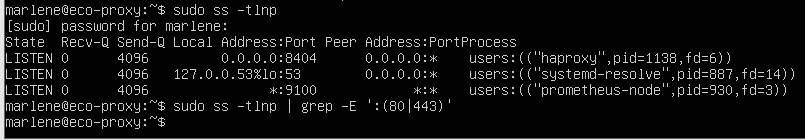 marlene@eco-proxy:~$ sudo ss -tlnp
[sudo] password for marlene:
State  Recv-Q Send-Q Local Address:Port Peer Address:PortProcess
LISTEN 0      4096         0.0.0.0:8404      0.0.0.0:*    users:(("haproxy",pid=1138,fd=6))
LISTEN 0      4096   127.0.0.53%lo:53        0.0.0.0:*    users:(("systemd-resolve",pid=887,fd=14))
LISTEN 0      4096               *:9100            *:*    users:(("prometheus-node",pid=930,fd=3))
marlene@eco-proxy:~$ sudo ss -tlnp | grep -E ':(80|443)'
marlene@eco-proxy:~$